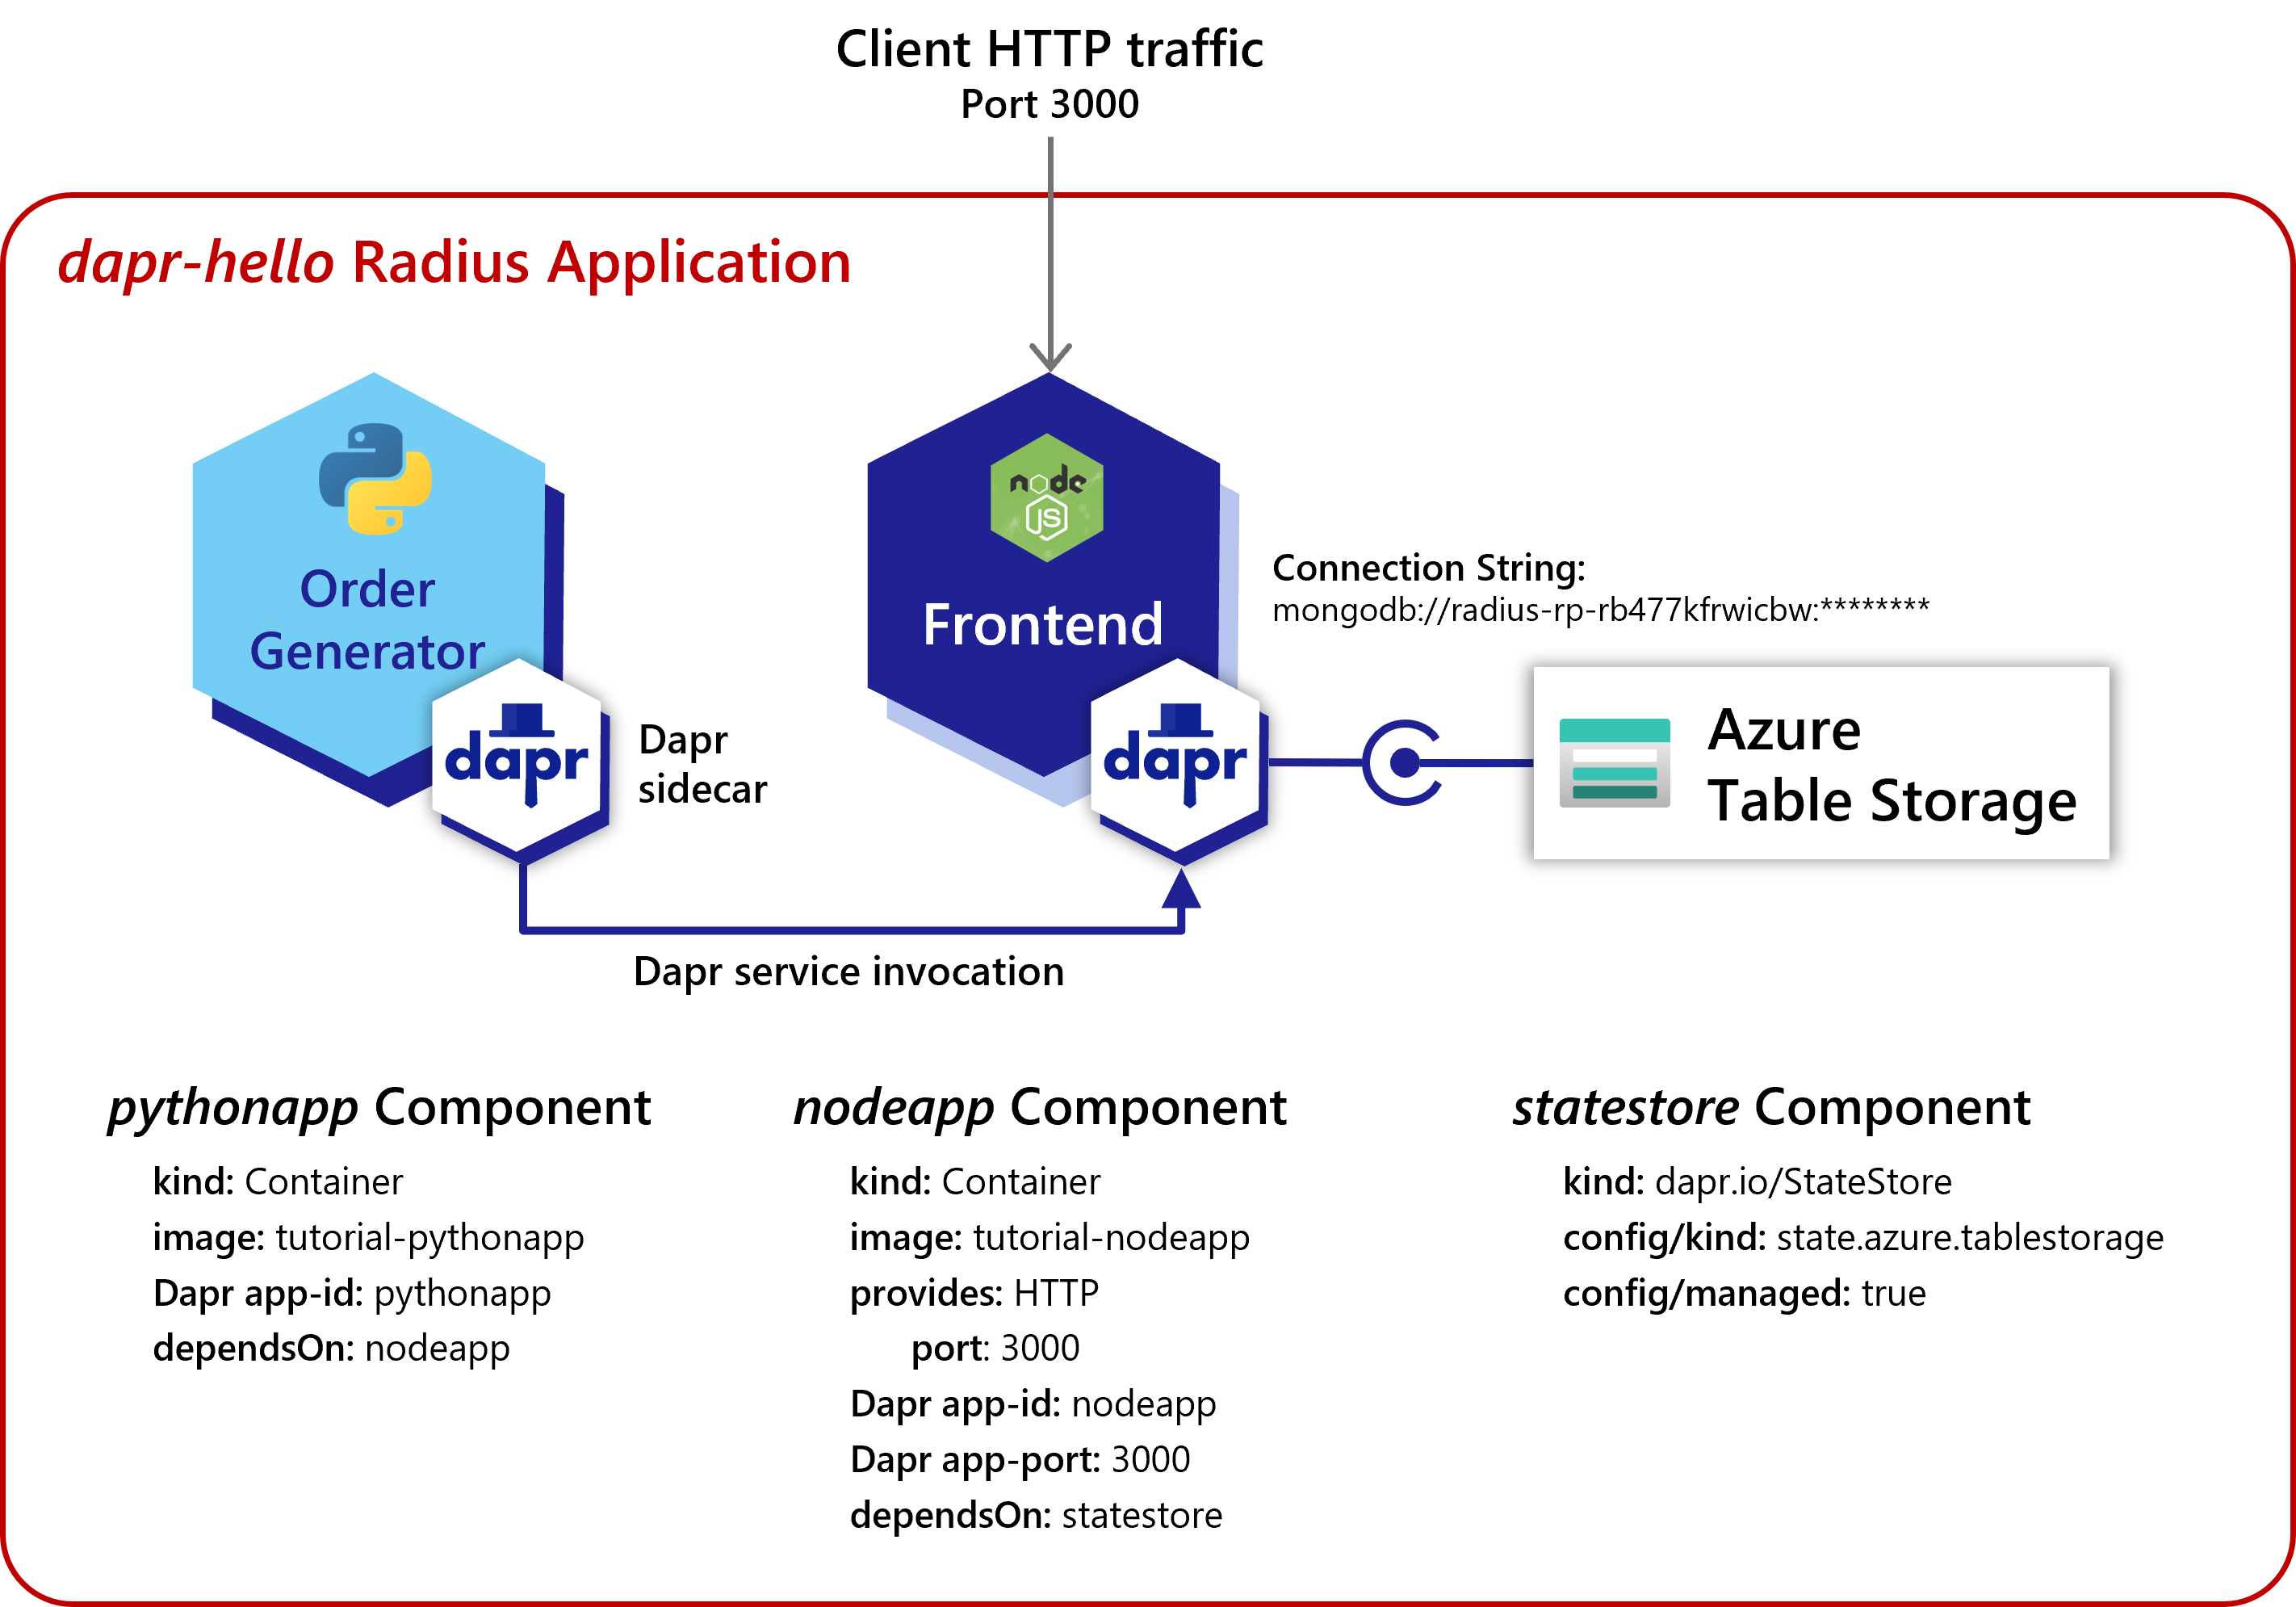 Client HTTP traffic
Port 3000
dapr-hello Radius Application
Order
Generator
dapr
Dapr
sidecar
node
JS
Frontend
dapr
Connection String:
mongodb://radius-rp-rb477kfrwicbw:********
Azure
Table Storage
Dapr service invocation
pythonapp Component
kind: Container
image: tutorial-pythonapp
Dapr app-id: pythonapp
dependsOn: nodeapp
nodeapp Component
kind: Container
image: tutorial-nodeapp
provides: HTTP
port: 3000
Dapr app-id: nodeapp
Dapr app-port: 3000
dependsOn: statestore
statestore Component
kind: dapr.io/StateStore
config/kind: state.azure.tablestorage
config/managed: true